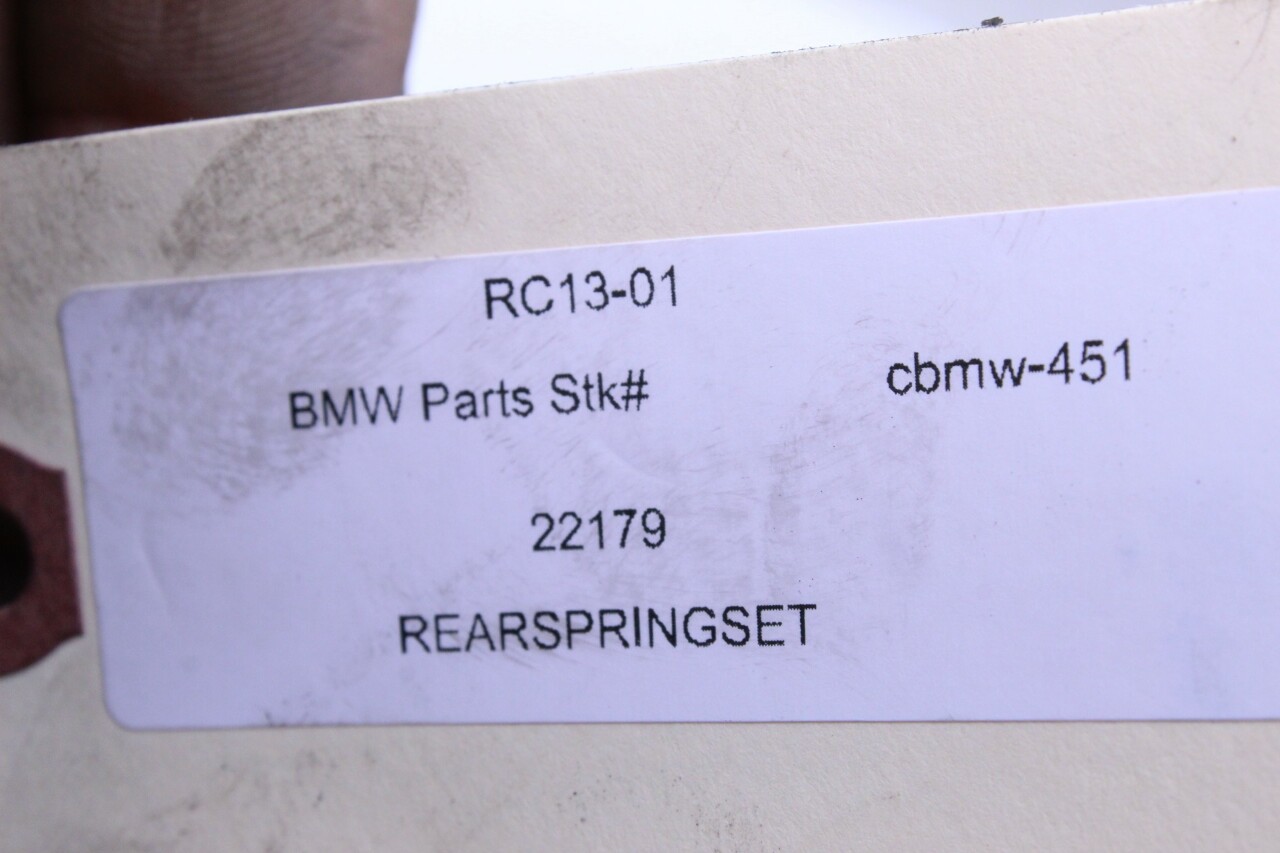 RC13-01
BMW Parts Stk# cbmw-451
22179
REARSPRINGSET